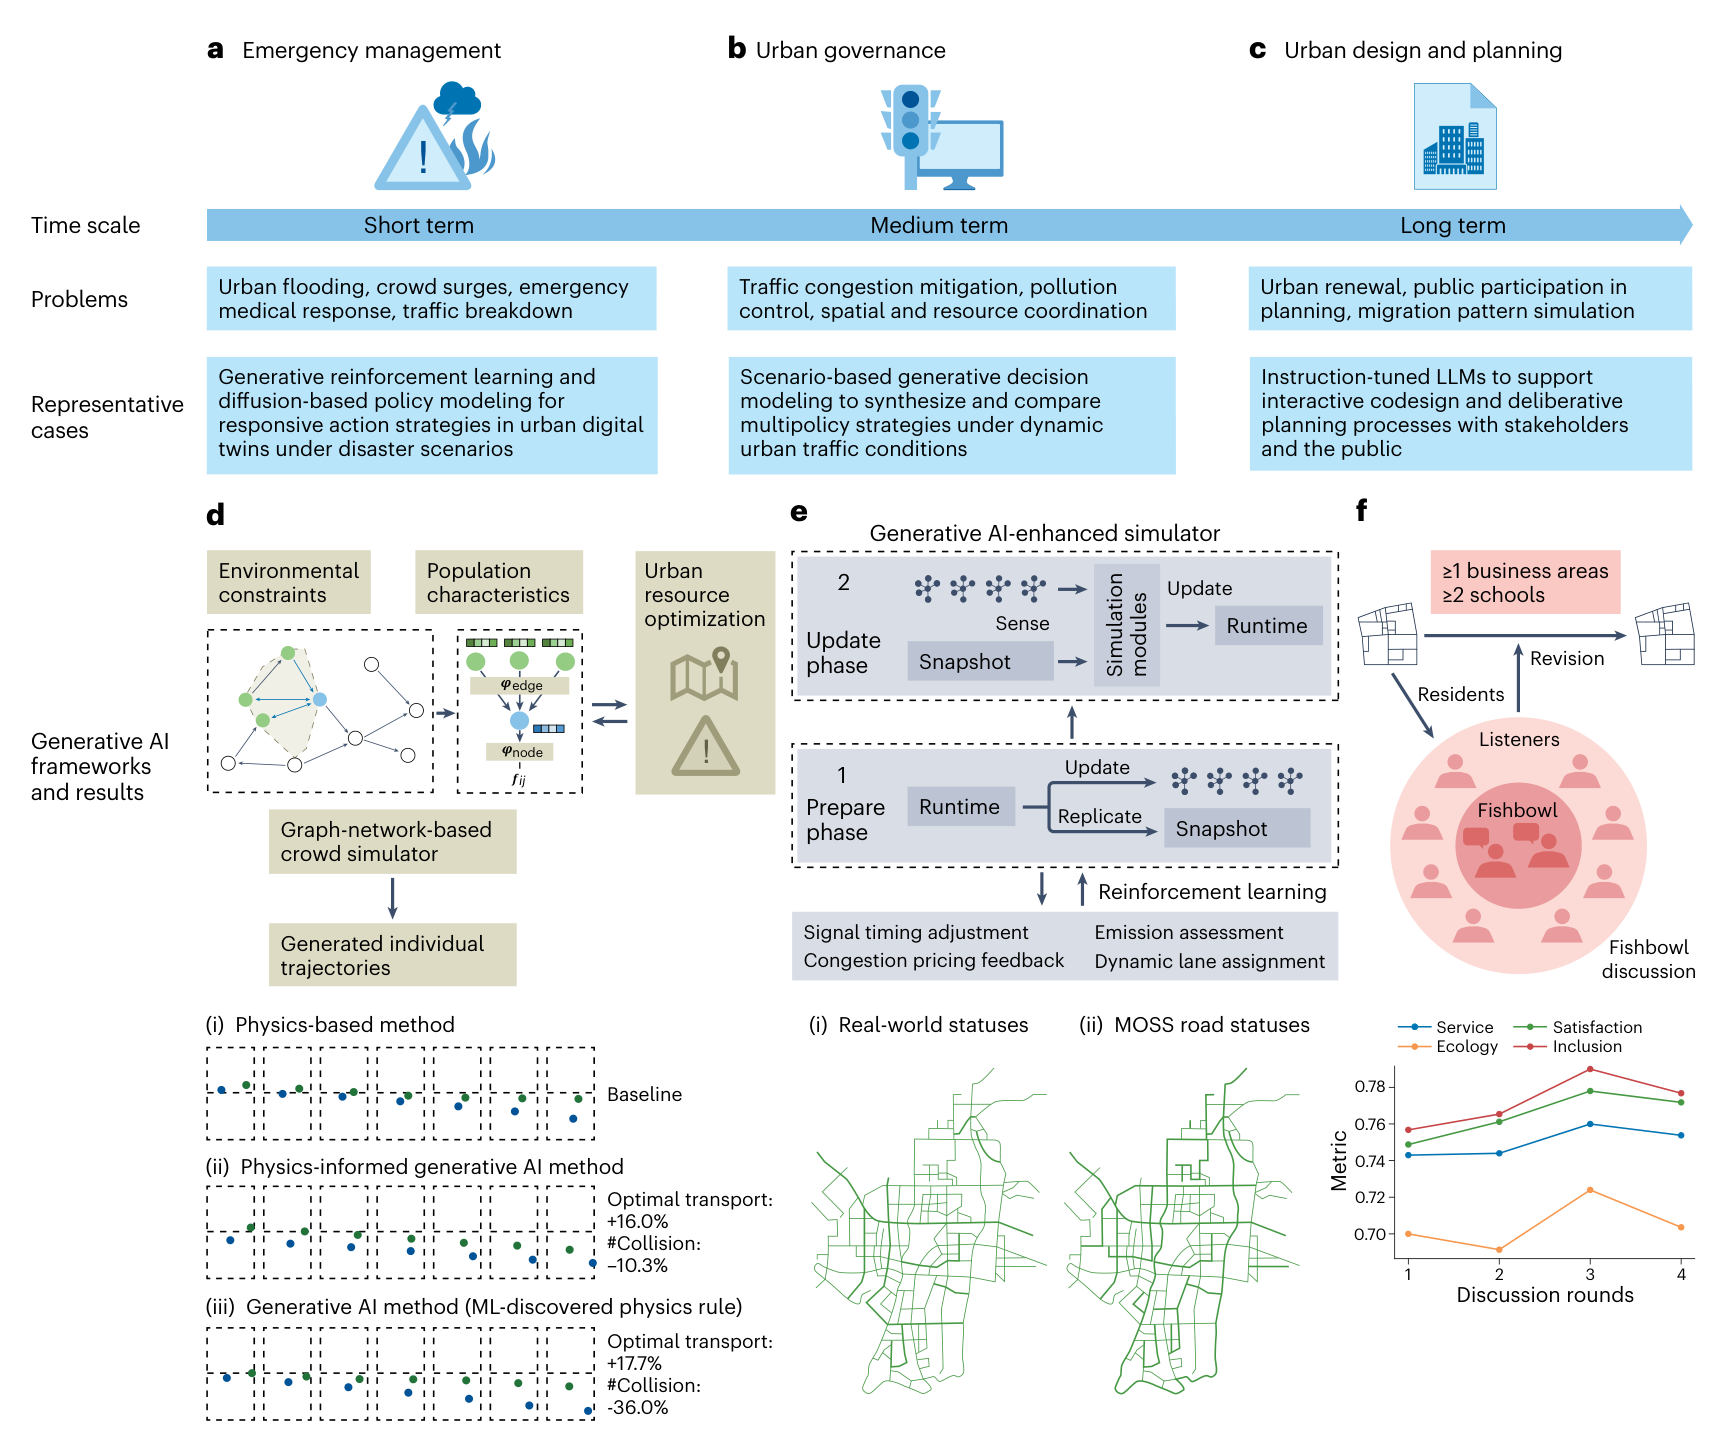 a Emergency management
b Urban governance
c Urban design and planning
!
Time scale
Short term
Medium term
Long term
Problems
Urban flooding, crowd surges, emergency
medical response, traffic breakdown
Traffic congestion mitigation, pollution
control, spatial and resource coordination
Urban renewal, public participation in
planning, migration pattern simulation
Representative
cases
Generative reinforcement learning and
diffusion-based policy modeling for
responsive action strategies in urban digital
twins under disaster scenarios
Scenario-based generative decision
modeling to synthesize and compare
multipolicy strategies under dynamic
urban traffic conditions
Instruction-tuned LLMs to support
interactive codesign and deliberative
planning processes with stakeholders
and the public
Generative AI
frameworks
and results
d
Environmental
constraints
Population
characteristics
Urban
resource
optimization
φedge
φnode
fij
!
Graph-network-based
crowd simulator
Generated individual
trajectories
(i) Physics-based method
Baseline
(ii) Physics-informed generative AI method
Optimal transport:
+16.0%
#Collision:
–10.3%
(iii) Generative AI method (ML-discovered physics rule)
Optimal transport:
+17.7%
#Collision:
-36.0%
e
Generative AI-enhanced simulator
2
Update
phase
Sense
Snapshot
Simulation
modules
Update
Runtime
1
Prepare
phase
Runtime
Update
Replicate
Snapshot
Reinforcement learning
Signal timing adjustment
Congestion pricing feedback
Emission assessment
Dynamic lane assignment
(i) Real-world statuses
(ii) MOSS road statuses
f
≥1 business areas
≥2 schools
Revision
Residents
Listeners
Fishbowl
Fishbowl
discussion
Service
Satisfaction
Ecology
Inclusion
Metric
0.78
0.76
0.74
0.72
0.70
1 2 3 4
Discussion rounds